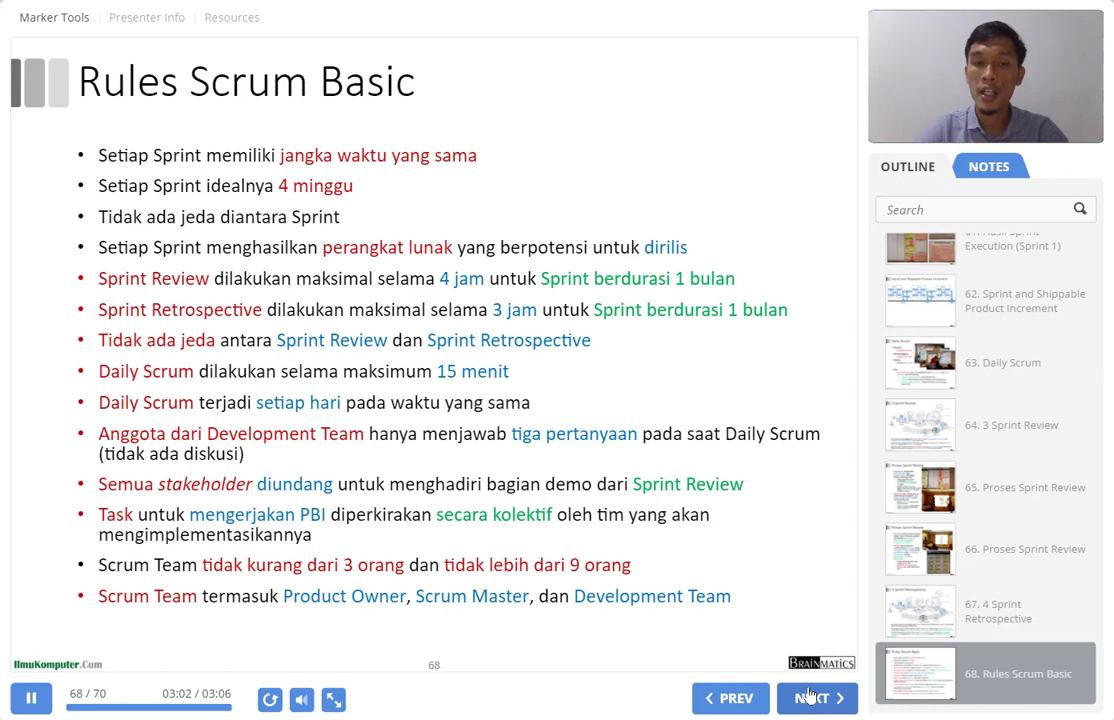 Marker Tools | Presenter Info | Resources
Rules Scrum Basic
• Setiap Sprint memiliki jangka waktu yang sama
• Setiap Sprint idealnya 4 minggu
• Tidak ada jeda diantara Sprint
• Setiap Sprint menghasilkan perangkat lunak yang berpotensi untuk dirilis
• Sprint Review dilakukan maksimal selama 4 jam untuk Sprint berdurasi 1 bulan
• Sprint Retrospective dilakukan maksimal selama 3 jam untuk Sprint berdurasi 1 bulan
• Tidak ada jeda antara Sprint Review dan Sprint Retrospective
• Daily Scrum dilakukan selama maksimum 15 menit
• Daily Scrum terjadi setiap hari pada waktu yang sama
• Anggota dari Development Team hanya menjawab tiga pertanyaan pada saat Daily Scrum
(tidak ada diskusi)
• Semua stakeholder diundang untuk menghadiri bagian demo dari Sprint Review
• Task untuk mengerjakan PBI diperkirakan secara kolektif oleh tim yang akan
mengimplementasikannya
• Scrum Team tidak kurang dari 3 orang dan tidak lebih dari 9 orang
• Scrum Team termasuk Product Owner, Scrum Master, dan Development Team
IlmuKomputer.Com
68
BRAINMATICS
68 / 70
03:02 / 03:06
PREV
NEXT
OUTLINE
NOTES
Search
Execution (Sprint 1)
62. Sprint and Shippable
Product Increment
63. Daily Scrum
64. 3 Sprint Review
65. Proses Sprint Review
66. Proses Sprint Review
67. 4 Sprint
Retrospective
68. Rules Scrum Basic